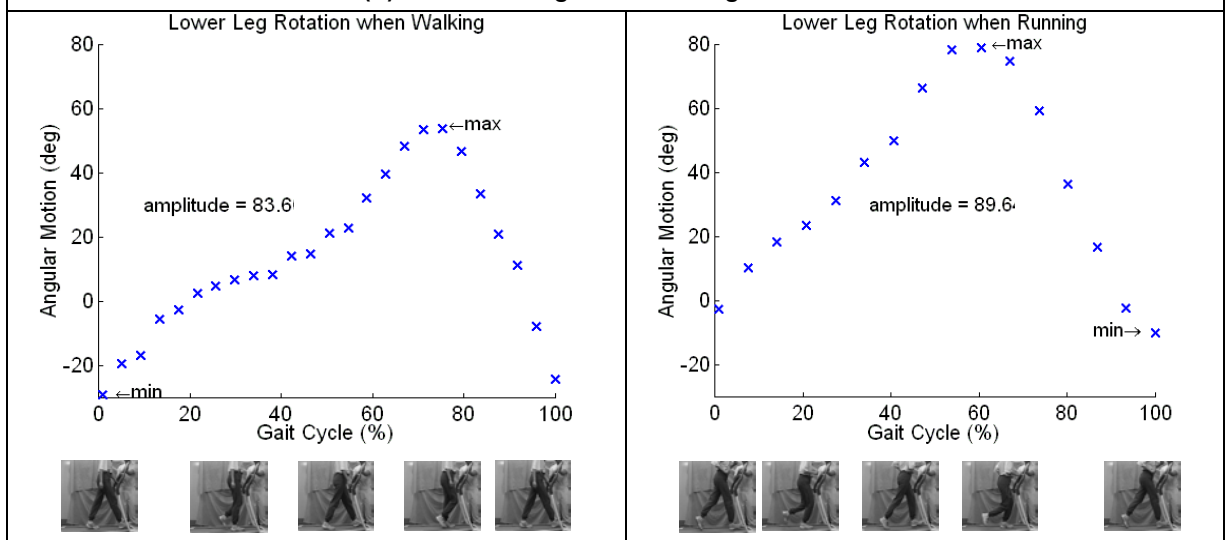 Lower Leg Rotation when Walking
80
60
40
20
0
-20
Angular Motion (deg)
←max
amplitude = 83.6
←min
0 20 40 60 80 100
Gait Cycle (%)
Lower Leg Rotation when Running
80
60
40
20
0
-20
Angular Motion (deg)
←max
amplitude = 89.64
min→
0 20 40 60 80 100
Gait Cycle (%)